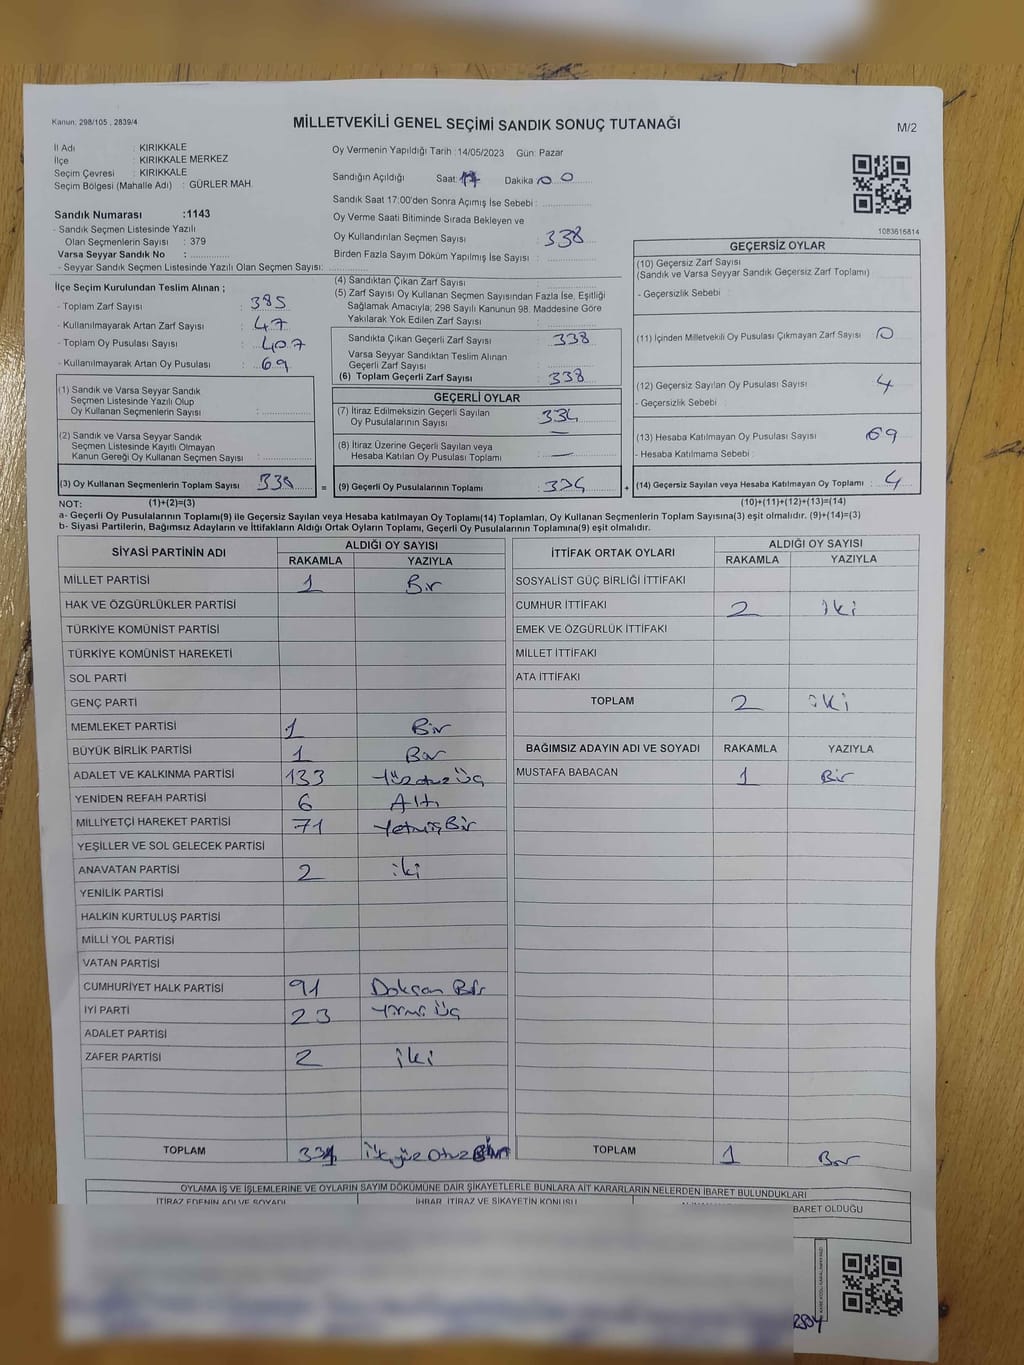 Kanun; 298/105 , 2839/4
MİLLETVEKİLİ GENEL SEÇİMİ SANDIK SONUÇ TUTANAĞI
M/2
İl Adı : KIRIKKALE
İlçe : KIRIKKALE MERKEZ
Seçim Çevresi : KIRIKKALE
Seçim Bölgesi (Mahalle Adı) : GÜRLER MAH.
Sandık Numarası :1143
- Sandık Seçmen Listesinde Yazılı
Olan Seçmenlerin Sayısı : 379
Varsa Seyyar Sandık No :
- Seyyar Sandık Seçmen Listesinde Yazılı Olan Seçmen Sayısı:
Oy Vermenin Yapıldığı Tarih :14/05/2023 Gün: Pazar
Sandığın Açıldığı Saat: 17 Dakika 00
Sandık Saat 17:00'den Sonra Açımış İse Sebebi :
Oy Verme Saati Bitiminde Sırada Bekleyen ve
Oy Kullandırılan Seçmen Sayısı : 338
Birden Fazla Sayım Döküm Yapılmış İse Sayısı :
1083615814
İlçe Seçim Kurulundan Teslim Alınan ;
- Toplam Zarf Sayısı : 385
- Kullanılmayarak Artan Zarf Sayısı : 47
- Toplam Oy Pusulası Sayısı : 407
- Kullanılmayarak Artan Oy Pusulası : 69
(1) Sandık ve Varsa Seyyar Sandık
Seçmen Listesinde Yazılı Olup
Oy Kullanan Seçmenlerin Sayısı :
(2) Sandık ve Varsa Seyyar Sandık
Seçmen Listesinde Kayıtlı Olmayan
Kanun Gereği Oy Kullanan Seçmen Sayısı :
(3) Oy Kullanan Seçmenlerin Toplam Sayısı : 338 =
(4) Sandıktan Çıkan Zarf Sayısı :
(5) Zarf Sayısı Oy Kullanan Seçmen Sayısından Fazla İse, Eşitliği
Sağlamak Amacıyla; 298 Sayılı Kanunun 98. Maddesine Göre
Yakılarak Yok Edilen Zarf Sayısı :
Sandıkta Çıkan Geçerli Zarf Sayısı : 338
Varsa Seyyar Sandıktan Teslim Alınan
Geçerli Zarf Sayısı :
(6) Toplam Geçerli Zarf Sayısı : 338
GEÇERLİ OYLAR
(7) İtiraz Edilmeksizin Geçerli Sayılan
Oy Pusulalarının Sayısı : 334
(8) İtiraz Üzerine Geçerli Sayılan veya
Hesaba Katılan Oy Pusulası Toplamı : —
(9) Geçerli Oy Pusulalarının Toplamı : 334 +
GEÇERSİZ OYLAR
(10) Geçersiz Zarf Sayısı
(Sandık ve Varsa Seyyar Sandık Geçersiz Zarf Toplamı)
- Geçersizlik Sebebi :
(11) İçinden Milletvekili Oy Pusulası Çıkmayan Zarf Sayısı : 0
(12) Geçersiz Sayılan Oy Pusulası Sayısı : 4
- Geçersizlik Sebebi :
(13) Hesaba Katılmayan Oy Pusulası Sayısı : 69
- Hesaba Katılmama Sebebi :
(14) Geçersiz Sayılan veya Hesaba Katılmayan Oy Toplamı : 4
NOT: (1)+(2)=(3) (10)+(11)+(12)+(13)=(14)
a- Geçerli Oy Pusulalarının Toplamı(9) ile Geçersiz Sayılan veya Hesaba katılmayan Oy Toplamı(14) Toplamları, Oy Kullanan Seçmenlerin Toplam Sayısına(3) eşit olmalıdır. (9)+(14)=(3)
b- Siyasi Partilerin, Bağımsız Adayların ve İttifakların Aldığı Ortak Oyların Toplamı, Geçerli Oy Pusulalarının Toplamına(9) eşit olmalıdır.
SİYASİ PARTİNİN ADI ALDIĞI OY SAYISI
RAKAMLA YAZIYLA
MİLLET PARTİSİ 1 Bir
HAK VE ÖZGÜRLÜKLER PARTİSİ
TÜRKİYE KOMÜNİST PARTİSİ
TÜRKİYE KOMÜNİST HAREKETİ
SOL PARTİ
GENÇ PARTİ
MEMLEKET PARTİSİ 1 Bir
BÜYÜK BİRLİK PARTİSİ 1 Bir
ADALET VE KALKINMA PARTİSİ 133 Yüz otuz Üç
YENİDEN REFAH PARTİSİ 6 Altı
MİLLİYETÇİ HAREKET PARTİSİ 71 Yetmiş Bir
YEŞİLLER VE SOL GELECEK PARTİSİ
ANAVATAN PARTİSİ 2 iki
YENİLİK PARTİSİ
HALKIN KURTULUŞ PARTİSİ
MİLLİ YOL PARTİSİ
VATAN PARTİSİ
CUMHURİYET HALK PARTİSİ 91 Doksan Bir
İYİ PARTİ 23 Yirmi Üç
ADALET PARTİSİ
ZAFER PARTİSİ 2 iki
TOPLAM 331
İTTİFAK ORTAK OYLARI ALDIĞI OY SAYISI
RAKAMLA YAZIYLA
SOSYALİST GÜÇ BİRLİĞİ İTTİFAKI
CUMHUR İTTİFAKI 2 iki
EMEK VE ÖZGÜRLÜK İTTİFAKI
MİLLET İTTİFAKI
ATA İTTİFAKI
TOPLAM 2 iki
BAĞIMSIZ ADAYIN ADI VE SOYADI RAKAMLA YAZIYLA
MUSTAFA BABACAN 1 Bir
TOPLAM 1 Bir
OYLAMA İŞ VE İŞLEMLERİNE VE OYLARIN SAYIM DÖKÜMÜNE DAİR ŞİKAYETLERLE BUNLARA AİT KARARLARIN NELERDEN İBARET BULUNDUKLARI
İTİRAZ EDENİN ADI VE SOYADI İHBAR, İTİRAZ VE ŞİKAYETİN KONUSU
BARET OLDUĞU